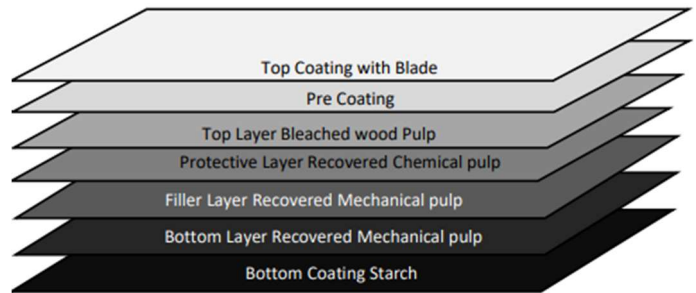 Top Coating with Blade
Pre Coating
Top Layer Bleached wood Pulp
Protective Layer Recovered Chemical pulp
Filler Layer Recovered Mechanical pulp
Bottom Layer Recovered Mechanical pulp
Bottom Coating Starch